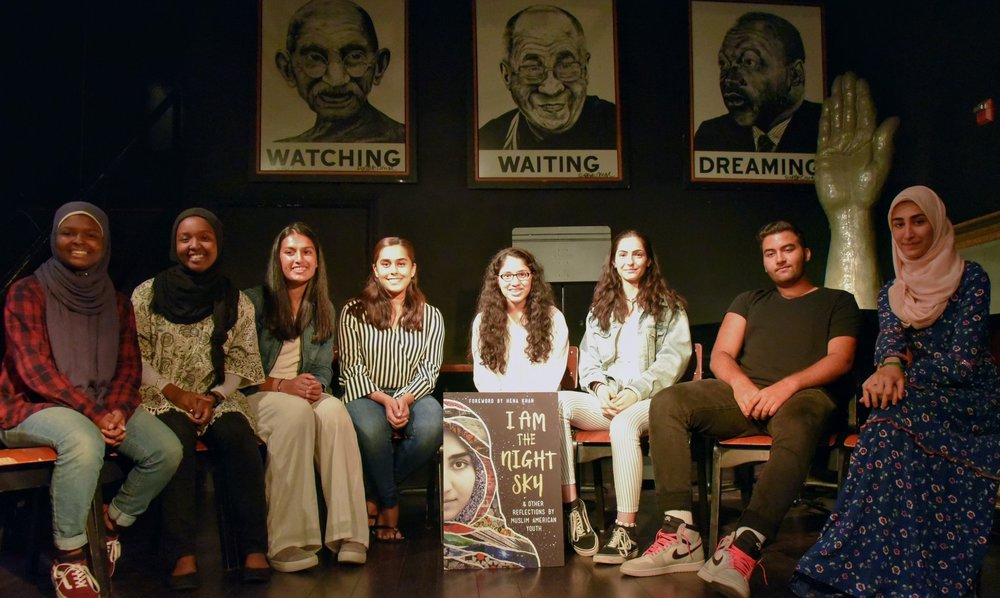 WATCHING
WAITING
DREAMING
FOREWORD BY HENA KHAN
I AM
THE
NIGHT
SKY
& OTHER
REFLECTIONS BY
MUSLIM AMERICAN
YOUTH